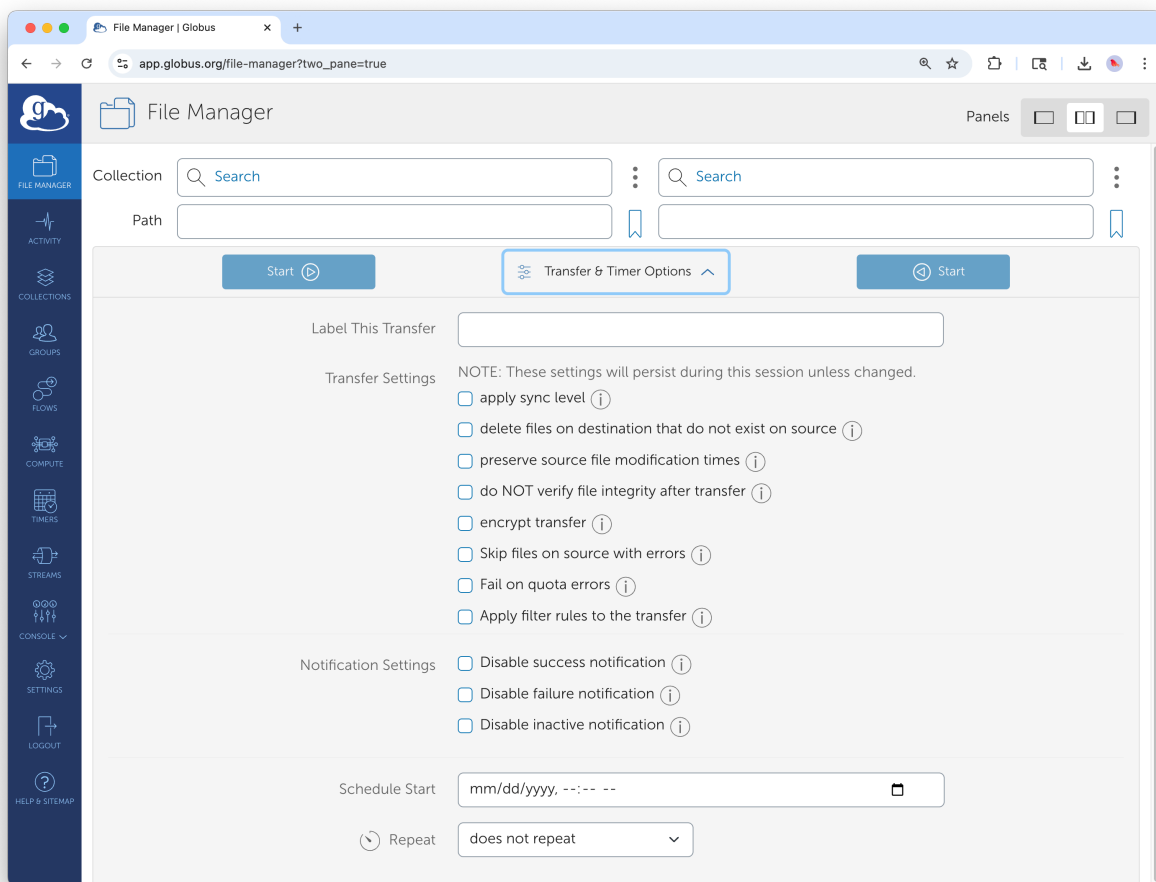 File Manager | Globus
app.globus.org/file-manager?two_pane=true
g
File Manager
Panels
FILE MANAGER
ACTIVITY
COLLECTIONS
GROUPS
FLOWS
COMPUTE
TIMERS
STREAMS
CONSOLE
SETTINGS
LOGOUT
HELP & SITEMAP
Collection Search Search
Path
Start Transfer & Timer Options Start
Label This Transfer
Transfer Settings NOTE: These settings will persist during this session unless changed.
apply sync level
delete files on destination that do not exist on source
preserve source file modification times
do NOT verify file integrity after transfer
encrypt transfer
Skip files on source with errors
Fail on quota errors
Apply filter rules to the transfer
Notification Settings Disable success notification
Disable failure notification
Disable inactive notification
Schedule Start mm/dd/yyyy, --:-- --
Repeat does not repeat